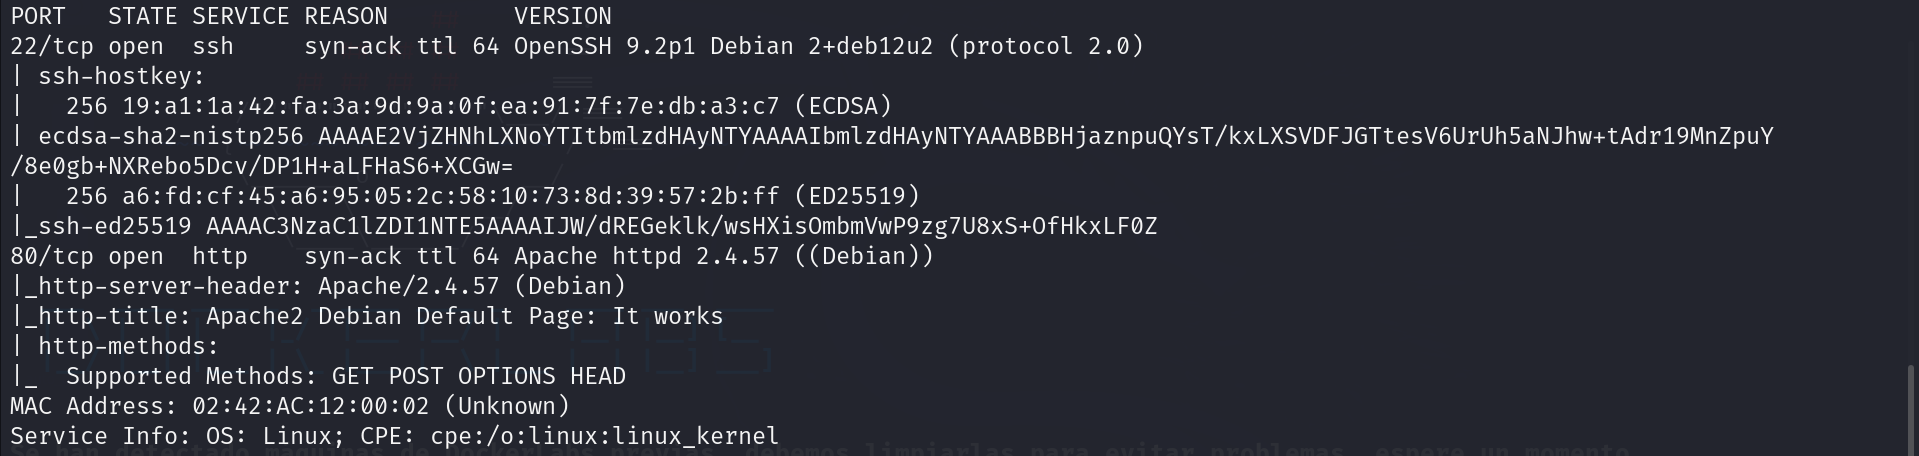 PORT   STATE SERVICE REASON         VERSION
22/tcp open  ssh     syn-ack ttl 64 OpenSSH 9.2p1 Debian 2+deb12u2 (protocol 2.0)
| ssh-hostkey:
|   256 19:a1:1a:42:fa:3a:9d:9a:0f:ea:91:7f:7e:db:a3:c7 (ECDSA)
| ecdsa-sha2-nistp256 AAAAE2VjZHNhLXNoYTItbmlzdHAyNTYAAAAIbmlzdHAyNTYAAABBBHjaznpuQYsT/kxLXSVDFJGTtesV6UrUh5aNJhw+tAdr19MnZpuY
/8e0gb+NXRebo5Dcv/DP1H+aLFHaS6+XCGw=
|   256 a6:fd:cf:45:a6:95:05:2c:58:10:73:8d:39:57:2b:ff (ED25519)
|_ssh-ed25519 AAAAC3NzaC1lZDI1NTE5AAAAIJW/dREGeklk/wsHXisOmbmVwP9zg7U8xS+OfHkxLF0Z
80/tcp open  http    syn-ack ttl 64 Apache httpd 2.4.57 ((Debian))
|_http-server-header: Apache/2.4.57 (Debian)
|_http-title: Apache2 Debian Default Page: It works
| http-methods:
|_  Supported Methods: GET POST OPTIONS HEAD
MAC Address: 02:42:AC:12:00:02 (Unknown)
Service Info: OS: Linux; CPE: cpe:/o:linux:linux_kernel